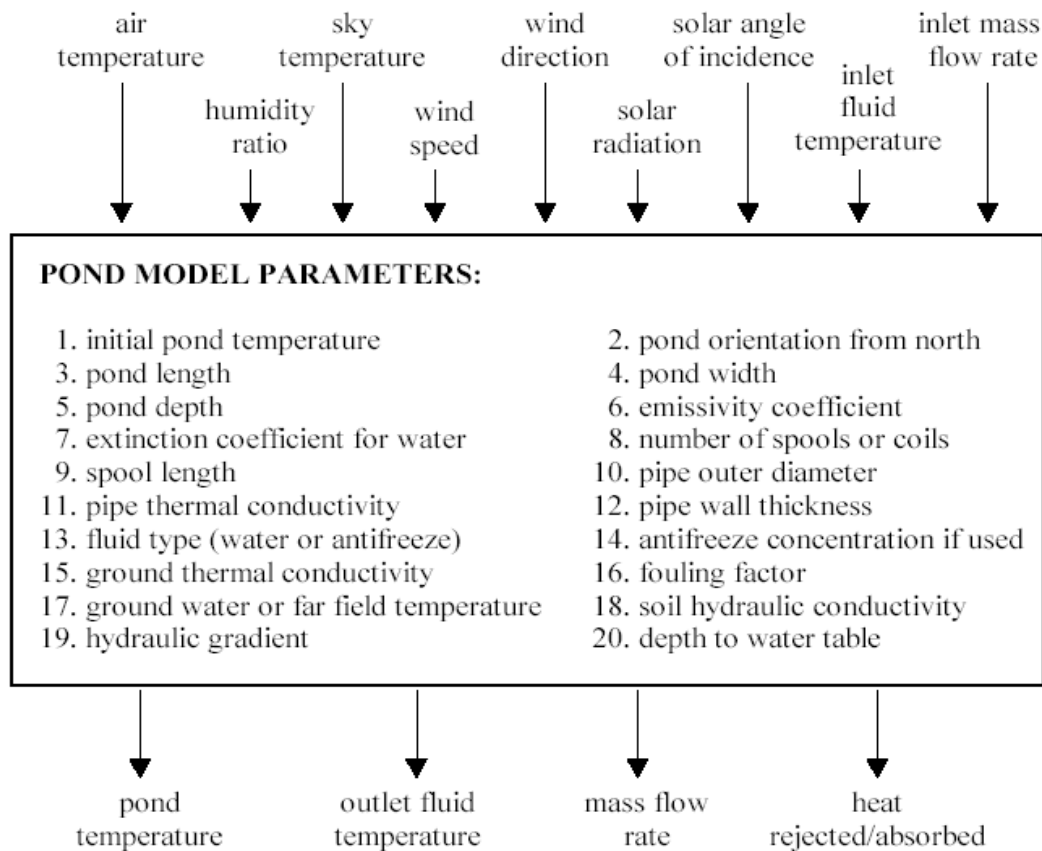 air
temperature
sky
temperature
wind
direction
solar angle
of incidence
inlet mass
flow rate
humidity
ratio
wind
speed
solar
radiation
inlet
fluid
temperature
POND MODEL PARAMETERS:
1. initial pond temperature
2. pond orientation from north
3. pond length
4. pond width
5. pond depth
6. emissivity coefficient
7. extinction coefficient for water
8. number of spools or coils
9. spool length
10. pipe outer diameter
11. pipe thermal conductivity
12. pipe wall thickness
13. fluid type (water or antifreeze)
14. antifreeze concentration if used
15. ground thermal conductivity
16. fouling factor
17. ground water or far field temperature
18. soil hydraulic conductivity
19. hydraulic gradient
20. depth to water table
pond
temperature
outlet fluid
temperature
mass flow
rate
heat
rejected/absorbed